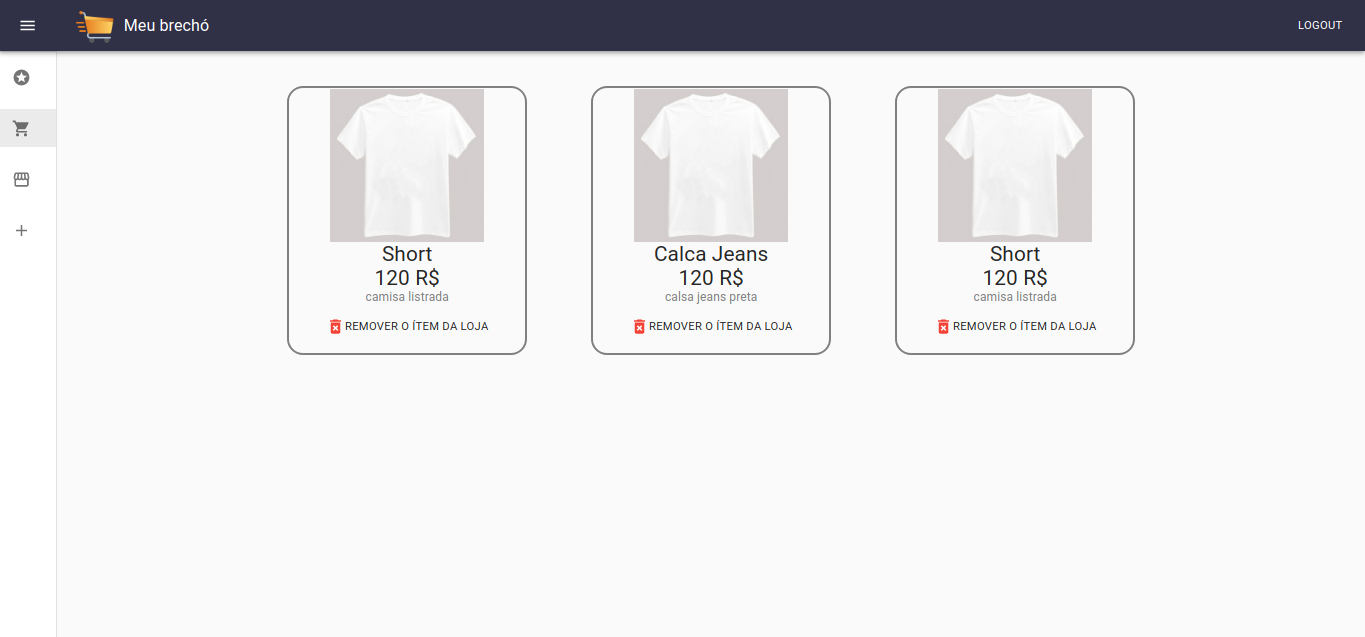 Meu brechó
LOGOUT
Short
120 R$
camisa listrada
REMOVER O ÍTEM DA LOJA
Calca Jeans
120 R$
calsa jeans preta
REMOVER O ÍTEM DA LOJA
Short
120 R$
camisa listrada
REMOVER O ÍTEM DA LOJA